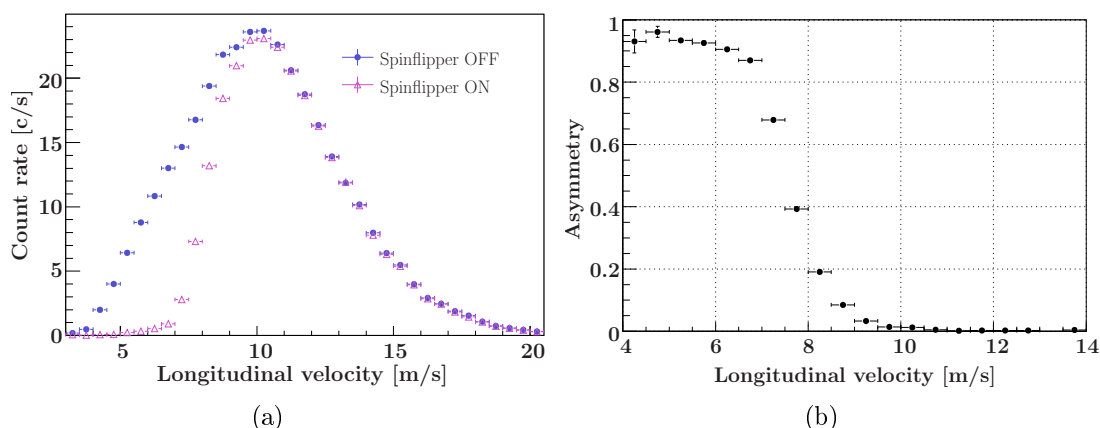 Count rate [c/s]
20
15
10
5
0
Spinflipper OFF
Spinflipper ON
5
10
15
20
Longitudinal velocity [m/s]
(a)
Asymmetry
1
0.8
0.6
0.4
0.2
0
4
6
8
10
12
14
Longitudinal velocity [m/s]
(b)